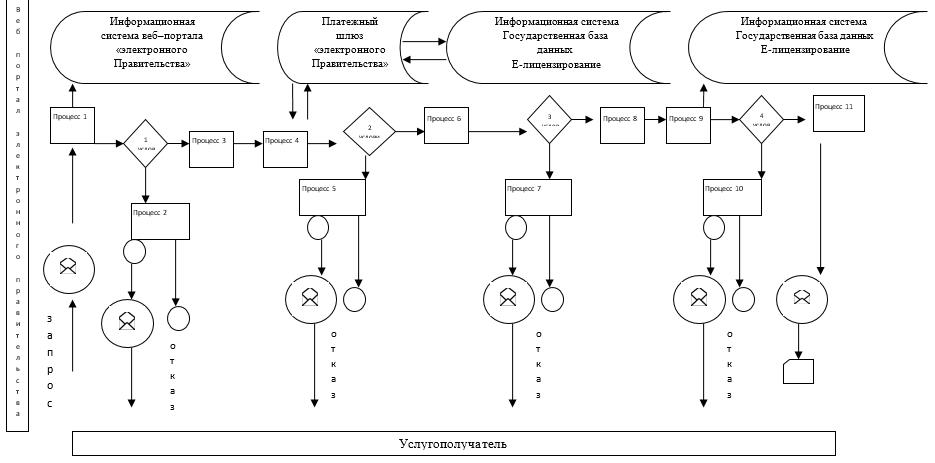 Веб портал электронного правительства
Информационная
система веб–портала
«электронного
Правительства»
Платежный
шлюз
«электронного
Правительства»
Информационная система
Государственная база
данных
Е-лицензирование
Информационная система
Государственная база данных
Е-лицензирование
Процесс 1
1
Процесс 3
Процесс 4
2
Процесс 6
3
Процесс 8
Процесс 9
4
Процесс 11
Процесс 2
Процесс 5
Процесс 7
Процесс 10
запрос
отказ
отказ
отказ
отказ
Услугополучатель